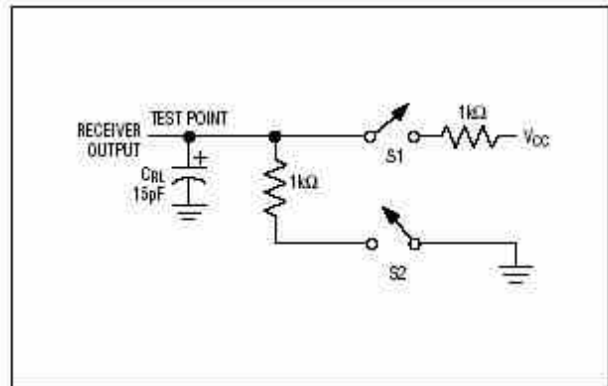 TEST POINT
RECEIVER
OUTPUT
CRL
15pF
1kΩ
S1
1kΩ
VCC
S2